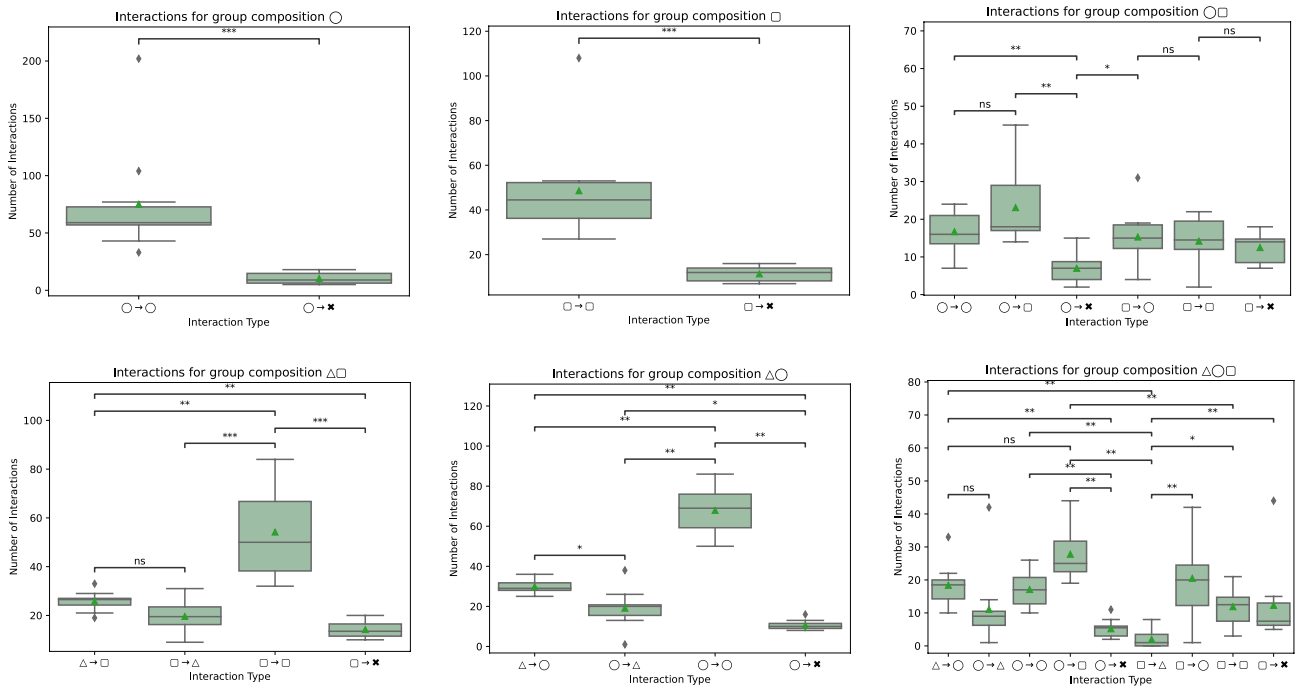 Interactions for group composition ◯
Number of Interactions
200
150
100
50
0
***
◯ → ◯
◯ → ✖
Interaction Type
Interactions for group composition ▢
Number of Interactions
120
100
80
60
40
20
***
▢ → ▢
▢ → ✖
Interaction Type
Interactions for group composition ◯▢
Number of Interactions
70
60
50
40
30
20
10
0
ns
**
**
*
ns
ns
◯ → ◯
◯ → ▢
◯ → ✖
▢ → ◯
▢ → ▢
▢ → ✖
Interaction Type
Interactions for group composition △▢
Number of Interactions
100
80
60
40
20
**
**
***
***
ns
△ → ▢
▢ → △
▢ → ▢
▢ → ✖
Interaction Type
Interactions for group composition △◯
Number of Interactions
120
100
80
60
40
20
0
**
*
**
**
**
*
△ → ◯
◯ → △
◯ → ◯
◯ → ✖
Interaction Type
Interactions for group composition △◯▢
Number of Interactions
80
70
60
50
40
30
20
10
0
**
**
**
**
**
ns
*
**
**
**
ns
**
△ → ◯
◯ → △
◯ → ◯
◯ → ▢
◯ → ✖
▢ → △
▢ → ◯
▢ → ▢
▢ → ✖
Interaction Type